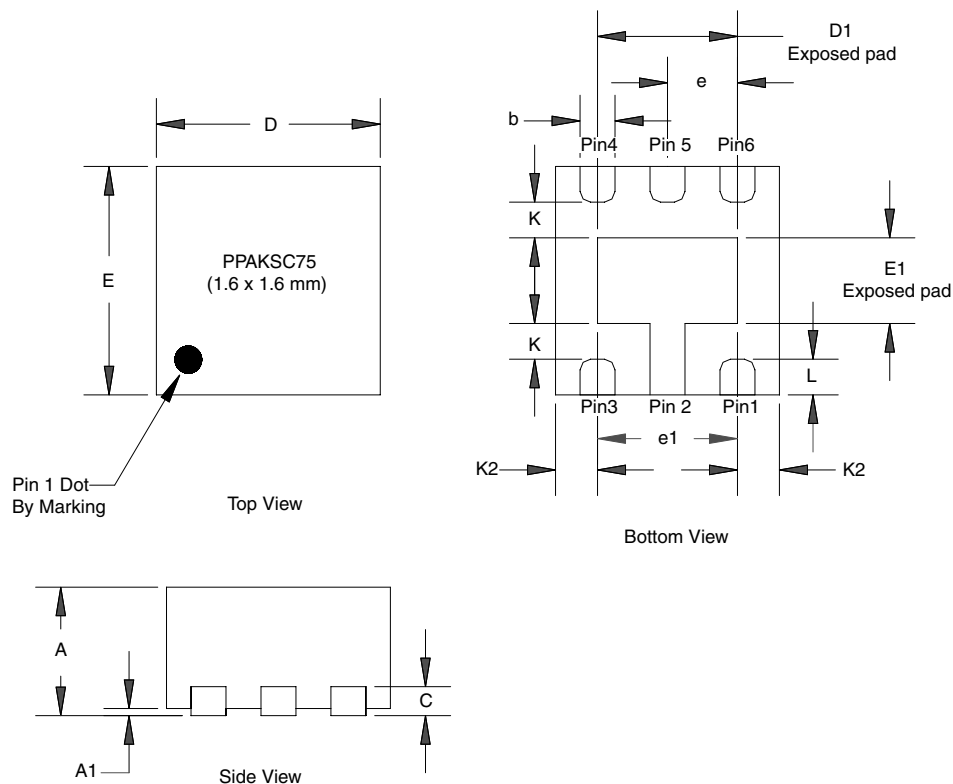 D1
Exposed pad
e
D
b
Pin4 Pin 5 Pin6
K
PPAKSC75
(1.6 x 1.6 mm)
E
E1
Exposed pad
K
L
Pin3 Pin 2 Pin1
e1
K2
K2
Pin 1 Dot
By Marking
Top View
Bottom View
A
C
A1
Side View